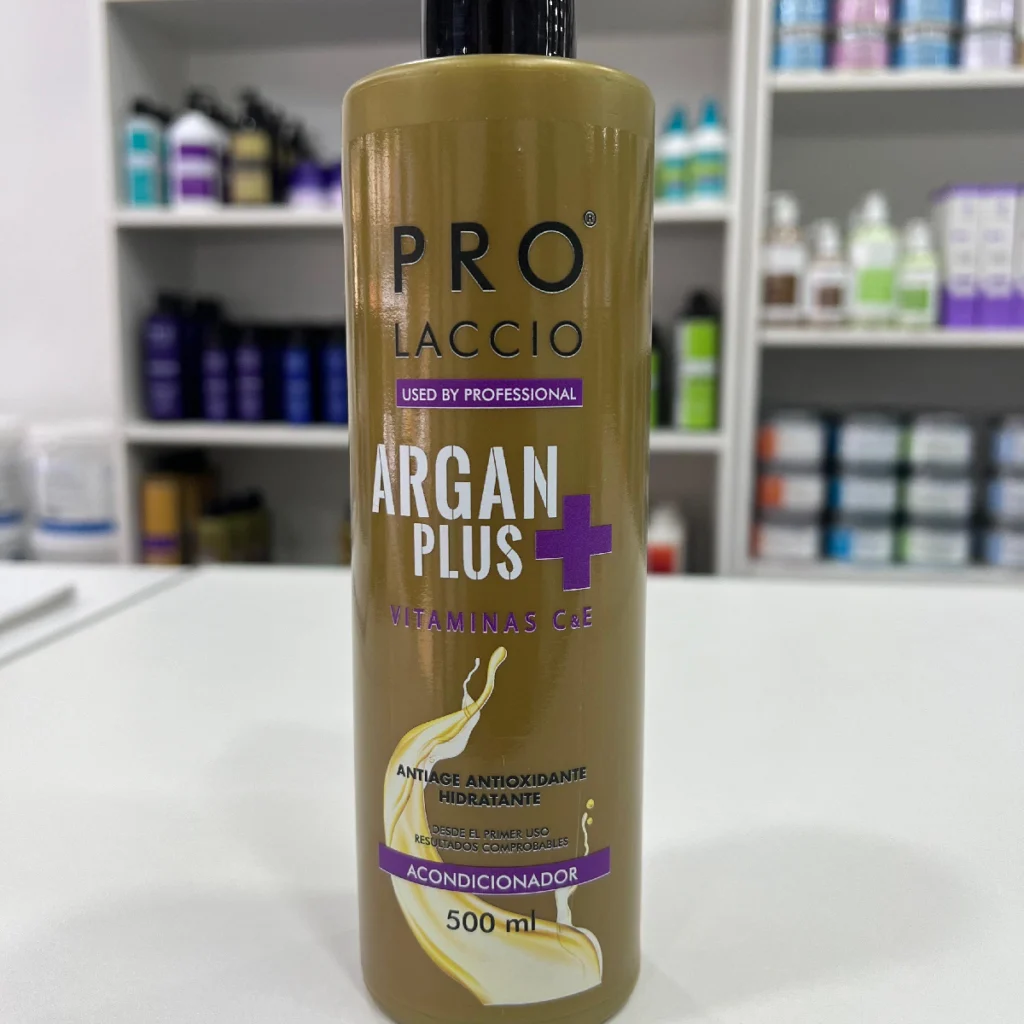 PRO®
LACCIO
USED BY PROFESSIONAL
ARGAN
PLUS
VITAMINAS C&E
ANTIAGE ANTIOXIDANTE
HIDRATANTE
DESDE EL PRIMER USO
RESULTADOS COMPROBABLES
ACONDICIONADOR
500 ml